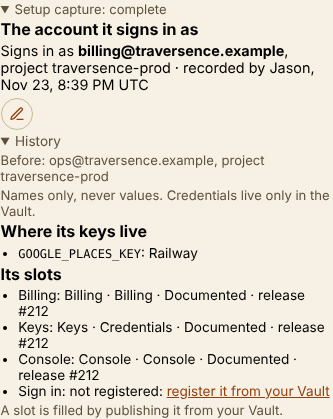 ▼ Setup capture: complete
The account it signs in as
Signs in as billing@traversence.example,
project traversence-prod · recorded by Jason,
Nov 23, 8:39 PM UTC
▼ History
Before: ops@traversence.example, project
traversence-prod
Names only, never values. Credentials live only in the
Vault.
Where its keys live
• GOOGLE_PLACES_KEY: Railway
Its slots
• Billing: Billing · Billing · Documented · release
#212
• Keys: Keys · Credentials · Documented · release
#212
• Console: Console · Console · Documented ·
release #212
• Sign in: not registered: register it from your Vault
A slot is filled by publishing it from your Vault.